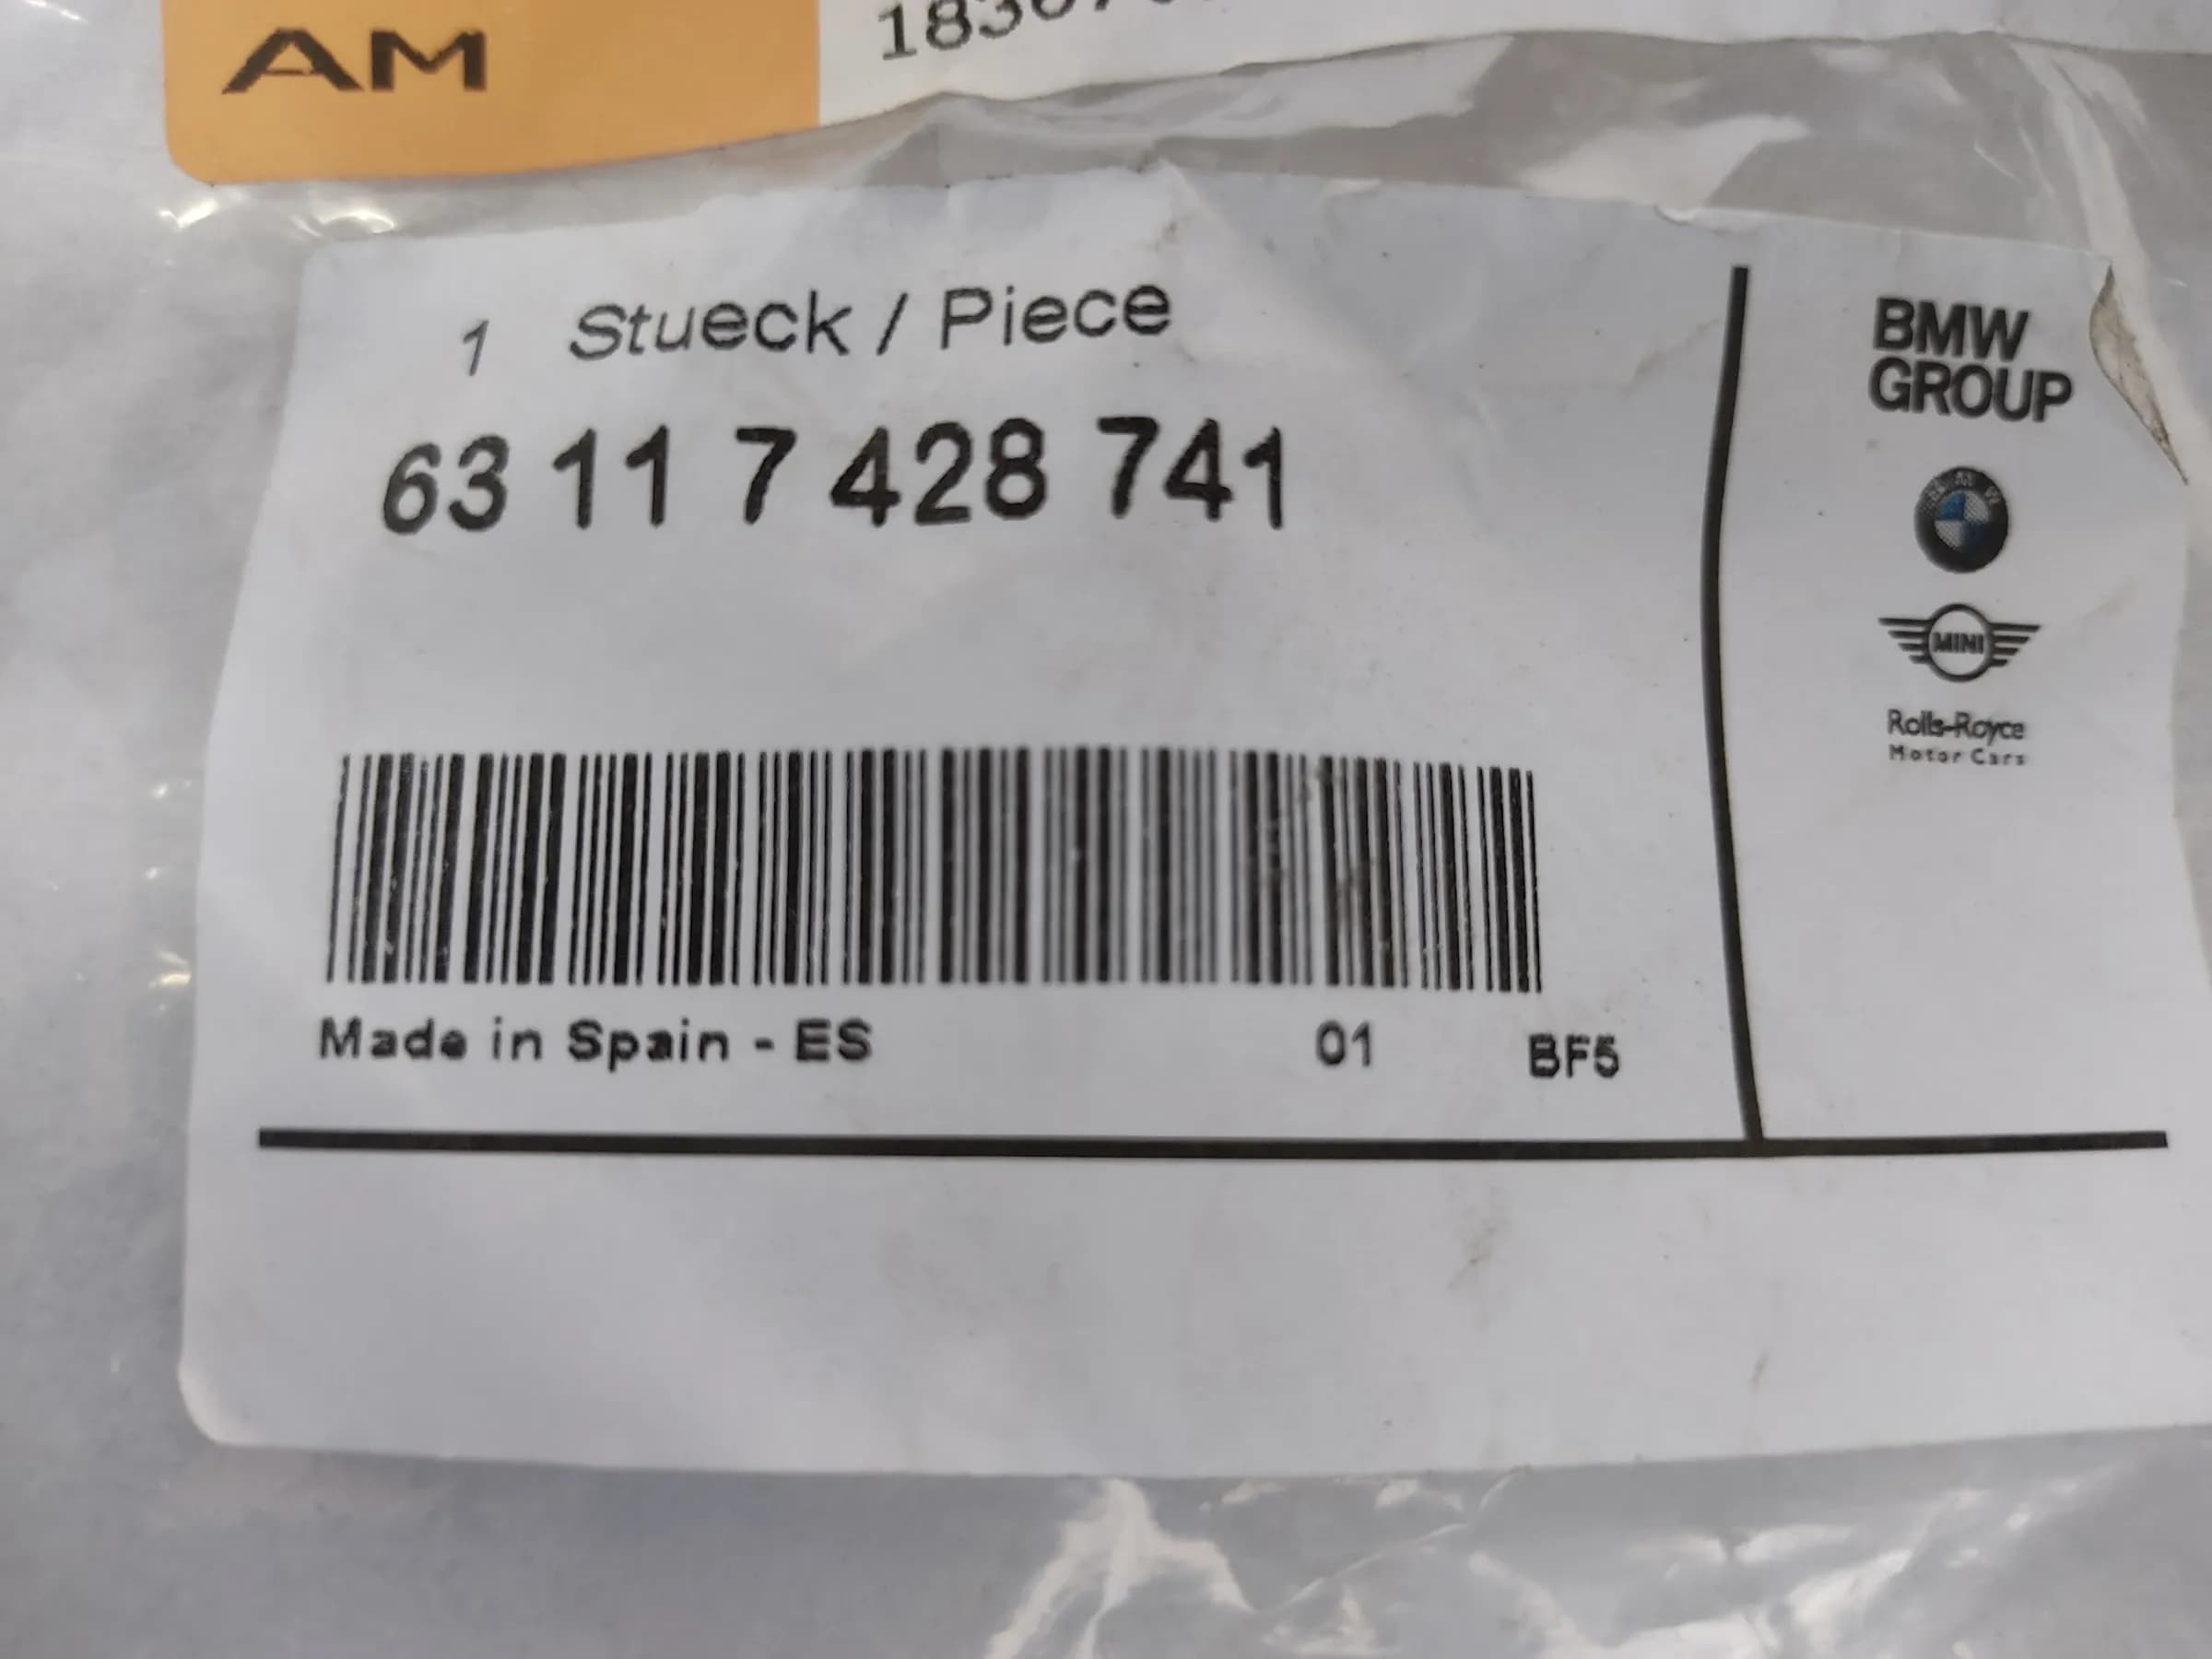 AM
1 Stueck / Piece
63 11 7 428 741
Made in Spain - ES 01 BF5
BMW
GROUP
MINI
Rolls-Royce
Motor Cars